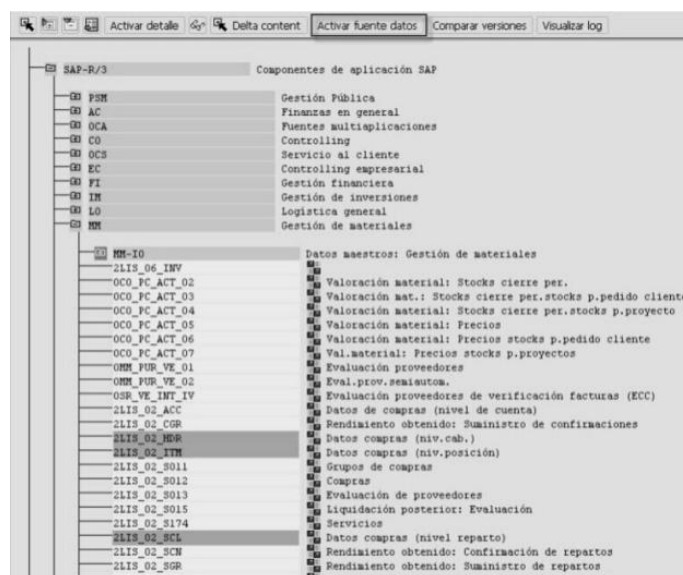 Activar detalle Delta content Activar fuente datos Comparar versiones Visualizar log
SAP-R/3 Componentes de aplicación SAP
PSM Gestión Pública
AC Finanzas en general
OCA Fuentes multiaplicaciones
CO Controlling
OCS Servicio al cliente
EC Controlling empresarial
FI Gestión financiera
IM Gestión de inversiones
LO Logística general
MM Gestión de materiales
MM-IO Datos maestros: Gestión de materiales
2LIS_06_INV
0CO_PC_ACT_02 Valoración material: Stocks cierre per.
0CO_PC_ACT_03 Valoración mat.: Stocks cierre per.stocks p.pedido cliente
0CO_PC_ACT_04 Valoración material: Stocks cierre per.stocks p.proyecto
0CO_PC_ACT_05 Valoración material: Precios
0CO_PC_ACT_06 Valoración material: Precios stocks p.pedido cliente
0CO_PC_ACT_07 Val.material: Precios stocks p.proyectos
0MM_PUR_VE_01 Evaluación proveedores
0MM_PUR_VE_02 Eval.prov.semiautom.
0SR_VE_INT_IV Evaluación proveedores de verificación facturas (ECC)
2LIS_02_ACC Datos de compras (nivel de cuenta)
2LIS_02_CGR Rendimiento obtenido: Suministro de confirmaciones
2LIS_02_HDR Datos compras (niv.cab.)
2LIS_02_ITM Datos compras (niv.posición)
2LIS_02_S011 Grupos de compras
2LIS_02_S012 Compras
2LIS_02_S013 Evaluación de proveedores
2LIS_02_S015 Liquidación posterior: Evaluación
2LIS_02_S174 Servicios
2LIS_02_SCL Datos compras (nivel reparto)
2LIS_02_SCN Rendimiento obtenido: Confirmación de repartos
2LIS_02_SGR Rendimiento obtenido: Suministro de repartos